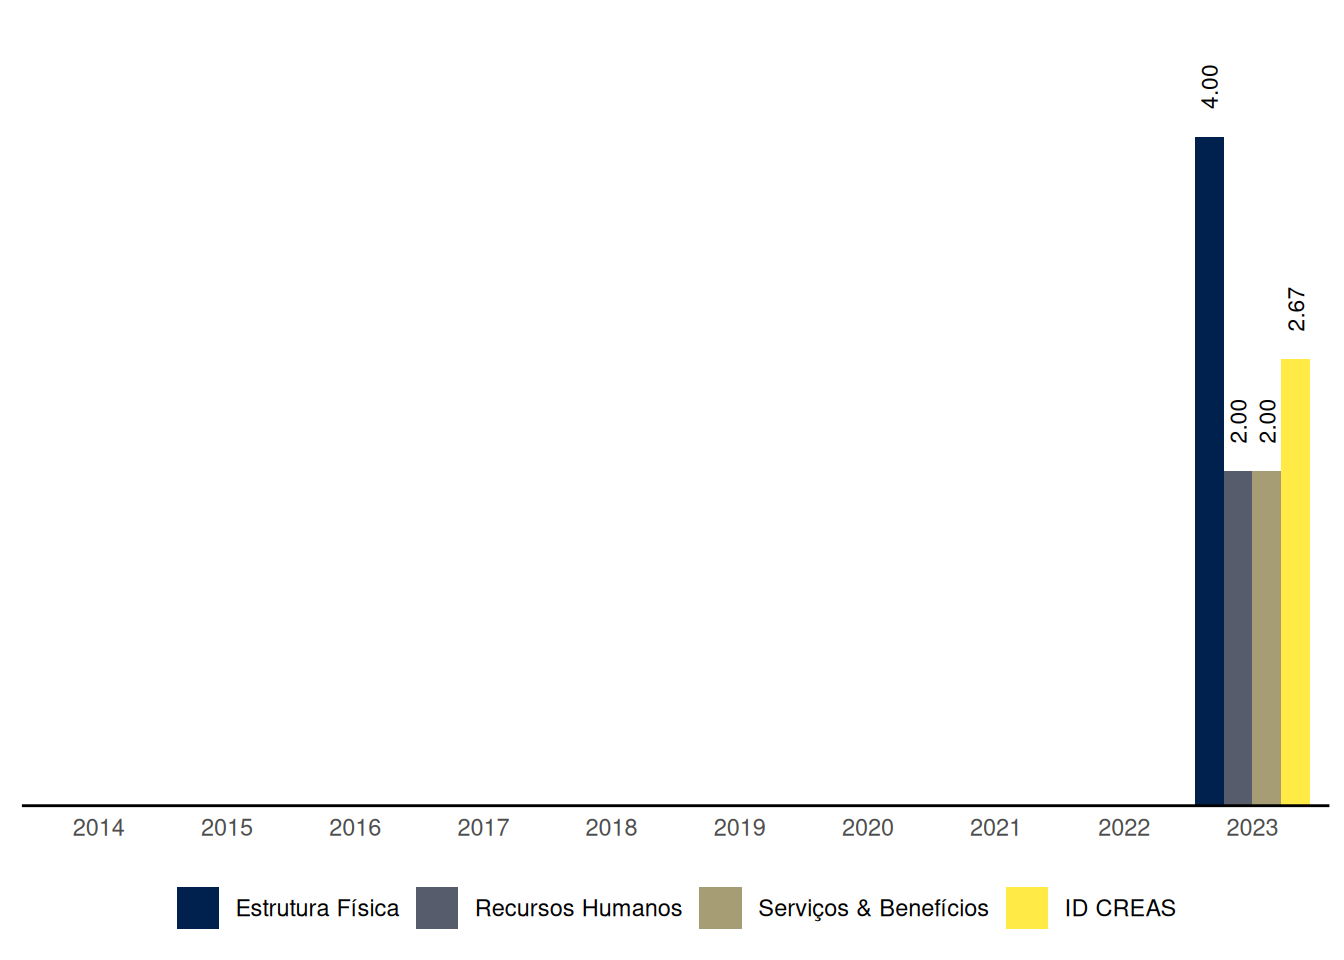 4.00
2.67
2.00 2.00
2014 2015 2016 2017 2018 2019 2020 2021 2022 2023
Estrutura Física Recursos Humanos Serviços & Benefícios ID CREAS